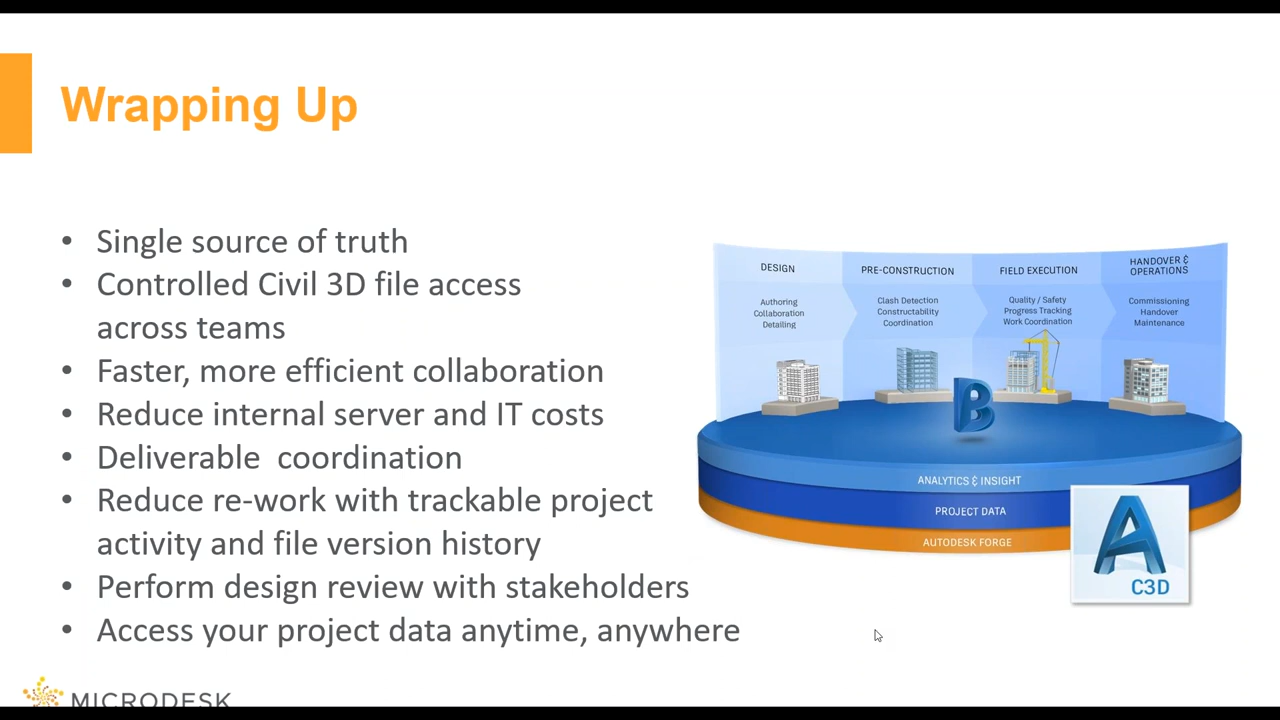 Wrapping Up
• Single source of truth
• Controlled Civil 3D file access
across teams
• Faster, more efficient collaboration
• Reduce internal server and IT costs
• Deliverable  coordination
• Reduce re-work with trackable project
activity and file version history
• Perform design review with stakeholders
• Access your project data anytime, anywhere
DESIGN
Authoring
Collaboration
Detailing
PRE-CONSTRUCTION
Clash Detection
Constructability
Coordination
FIELD EXECUTION
Quality / Safety
Progress Tracking
Work Coordination
HANDOVER &
OPERATIONS
Commissioning
Handover
Maintenance
B
ANALYTICS & INSIGHT
PROJECT DATA
AUTODESK FORGE
A
C3D
MICRODESK